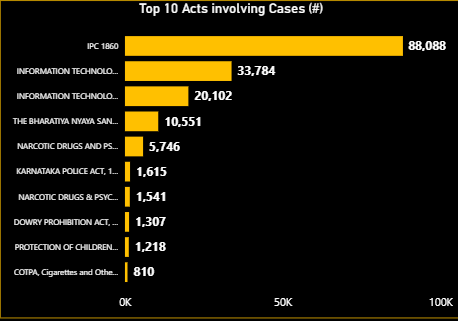 Top 10 Acts involving Cases (#)
IPC 1860 88,088
INFORMATION TECHNOLO... 33,784
INFORMATION TECHNOLO... 20,102
THE BHARATIYA NYAYA SAN... 10,551
NARCOTIC DRUGS AND PS... 5,746
KARNATAKA POLICE ACT, 1... 1,615
NARCOTIC DRUGS & PSYC... 1,541
DOWRY PROHIBITION ACT, ... 1,307
PROTECTION OF CHILDREN... 1,218
COTPA, Cigarettes and Othe... 810
0K 50K 100K